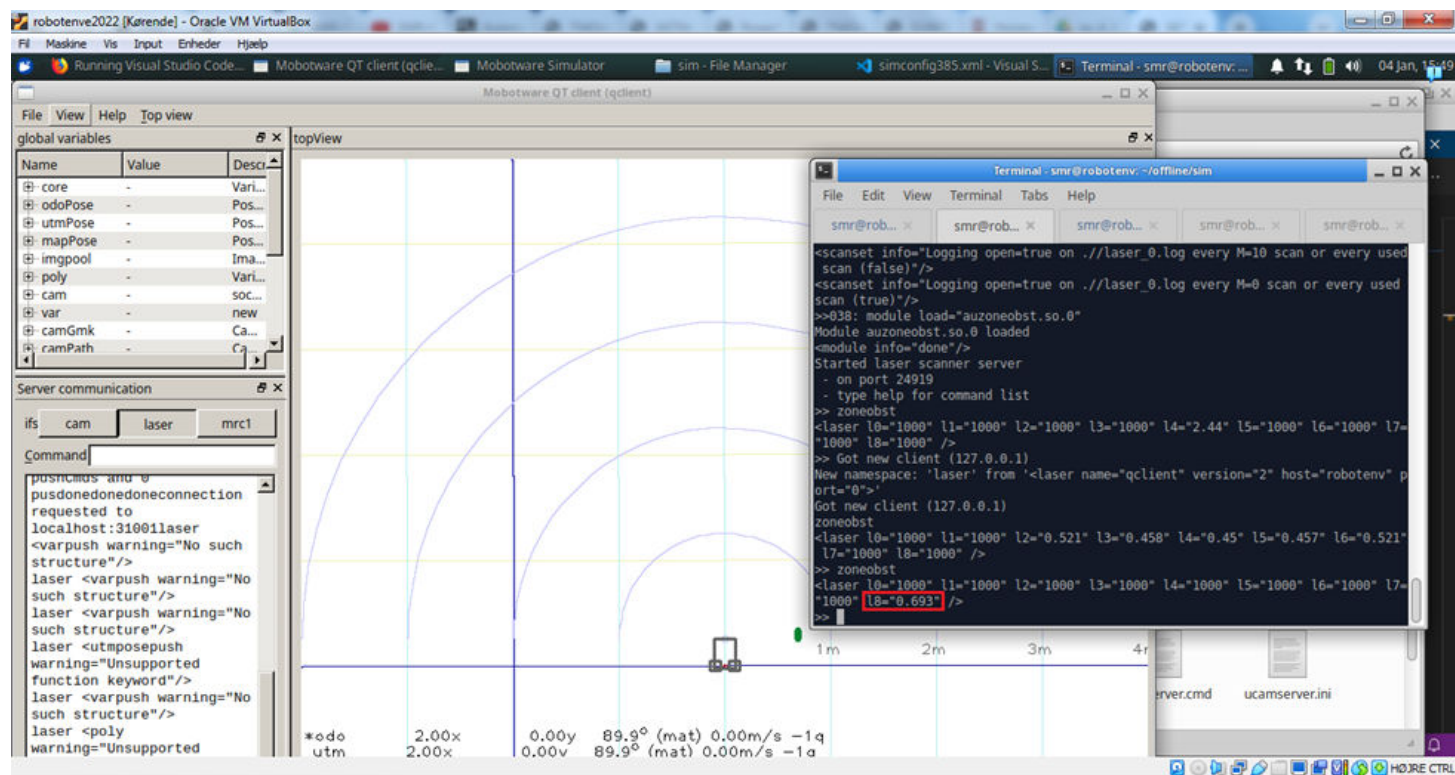 robotenve2022 [Kørende] - Oracle VM VirtualBox
Fil Maskine Vis Input Enheder Hjælp
Running Visual Studio Code... Mobotware QT client (qclie... Mobotware Simulator sim - File Manager simconfig385.xml - Visual S... Terminal - smr@robotenv: ... 04 Jan, 15:49
Mobotware QT client (qclient)
File View Help Top view
global variables
Name Value Descr
core - Vari...
odoPose - Pos...
utmPose - Pos...
mapPose - Pos...
imgpool - Ima...
poly - Vari...
cam - soc...
var - new
camGmk - Ca...
camPath - Ca...
Server communication
ifs cam laser mrc1
Command
pushCmds and 0
pusdonedonedoneconnection
requested to
localhost:31001laser
<varpush warning="No such
structure"/>
laser <varpush warning="No
such structure"/>
laser <varpush warning="No
such structure"/>
laser <utmposepush
warning="Unsupported
function keyword"/>
laser <varpush warning="No
such structure"/>
laser <poly
warning="Unsupported
topView
1m 2m 3m 4m
*odo 2.00x 0.00y 89.9° (mat) 0.00m/s -1q
utm 2.00x 0.00y 89.9° (mat) 0.00m/s -1q
Terminal - smr@robotenv: ~/offline/sim
File Edit View Terminal Tabs Help
smr@rob... smr@rob... smr@rob... smr@rob... smr@rob...
<scanset info="Logging open=true on .//laser_0.log every M=10 scan or every used
scan (false)"/>
<scanset info="Logging open=true on .//laser_0.log every M=0 scan or every used
scan (true)"/>
>>038: module load="auzoneobst.so.0"
Module auzoneobst.so.0 loaded
<module info="done"/>
Started laser scanner server
- on port 24919
- type help for command list
>> zoneobst
<laser l0="1000" l1="1000" l2="1000" l3="1000" l4="2.44" l5="1000" l6="1000" l7=
"1000" l8="1000" />
>> Got new client (127.0.0.1)
New namespace: 'laser' from '<laser name="qclient" version="2" host="robotenv" p
ort="0">'
Got new client (127.0.0.1)
zoneobst
<laser l0="1000" l1="1000" l2="0.521" l3="0.458" l4="0.45" l5="0.457" l6="0.521"
l7="1000" l8="1000" />
>> zoneobst
<laser l0="1000" l1="1000" l2="1000" l3="1000" l4="1000" l5="1000" l6="1000" l7=
"1000" l8="0.693" />
>>
erver.cmd ucamserver.ini
HØJRE CTRL